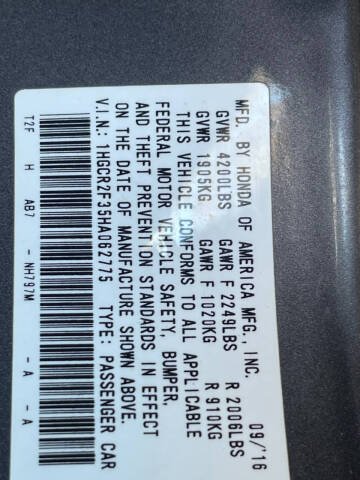 MFD. BY HONDA OF AMERICA MFG., INC. 09/'16
GVWR 4200LBS GAWR F 2249LBS R 2006LBS
GVWR 1905KG GAWR F 1020KG R 910KG
THIS VEHICLE CONFORMS TO ALL APPLICABLE
FEDERAL MOTOR VEHICLE SAFETY, BUMPER,
AND THEFT PREVENTION STANDARDS IN EFFECT
ON THE DATE OF MANUFACTURE SHOWN ABOVE.
V.I.N: 1HGCR2F35HA062775 TYPE: PASSENGER CAR
T2F H AB7 - NH797M - A - A